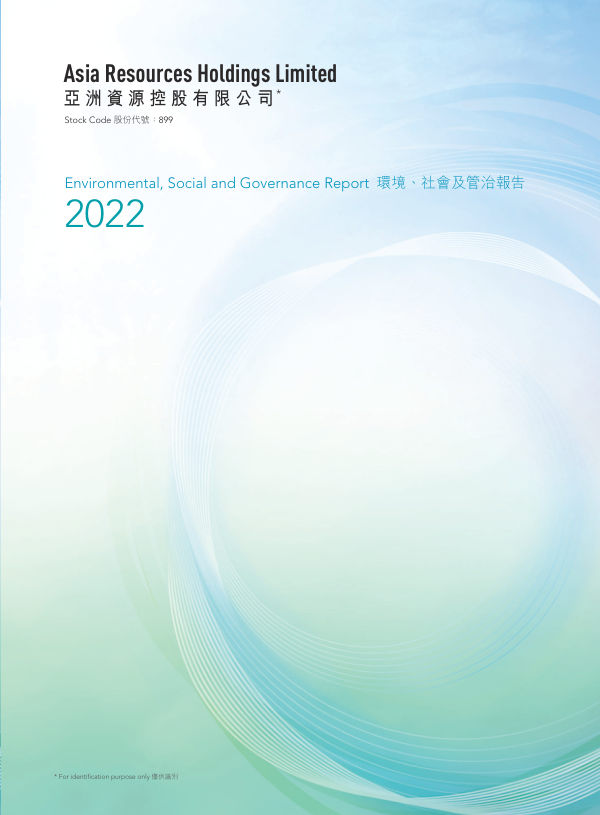 Asia Resources Holdings Limited
亞洲資源控股有限公司*
Stock Code 股份代號：899
Environmental, Social and Governance Report 環境、社會及管治報告
2022
* For identification purpose only 僅供識別